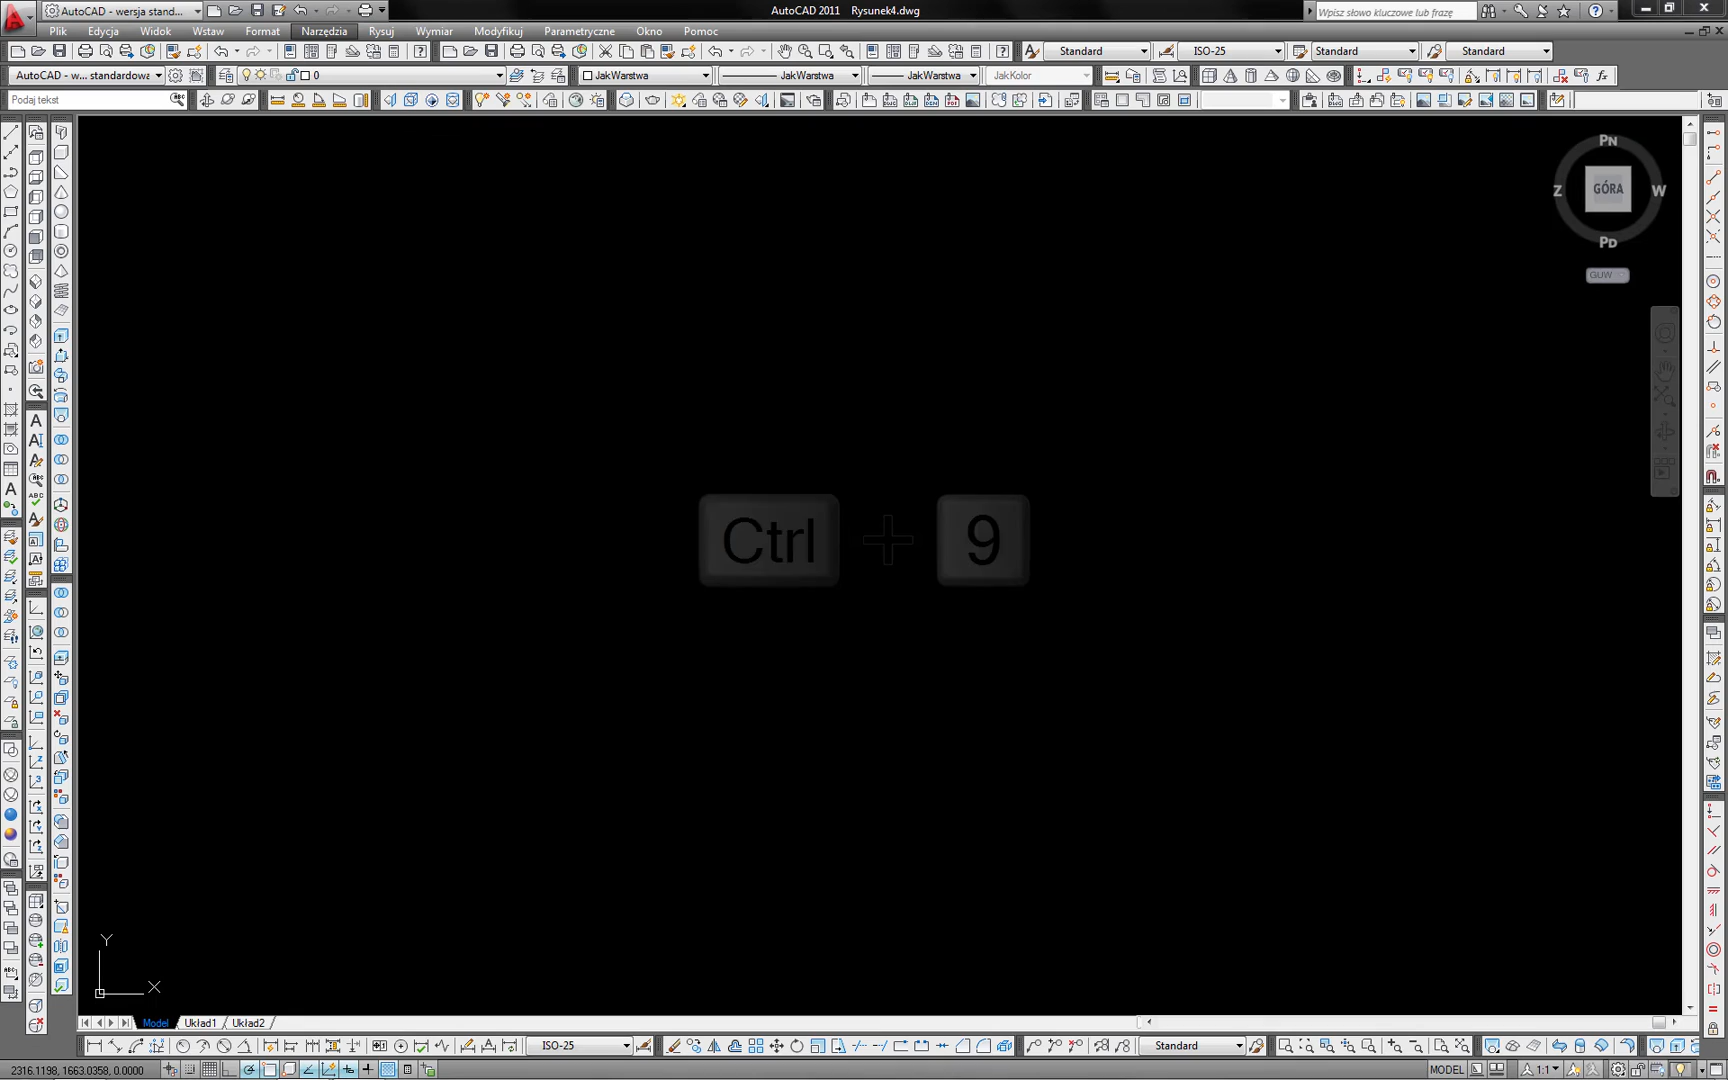 AutoCAD - wersja stand...
AutoCAD 2011 Rysunek4.dwg
Wpisz słowo kluczowe lub frazę
Plik Edycja Widok Wstaw Format Narzędzia Rysuj Wymiar Modyfikuj Parametryczne Okno Pomoc
Standard ISO-25 Standard Standard
AutoCAD - w... standardowa 0 JakWarstwa JakWarstwa JakWarstwa JakKolor
Podaj tekst
PN
Z GÓRA W
PD
GUW
Ctrl + 9
Y
X
Model Układ1 Układ2
ISO-25 Standard
2316.1198, 1663.0358, 0.0000 MODEL 1:1